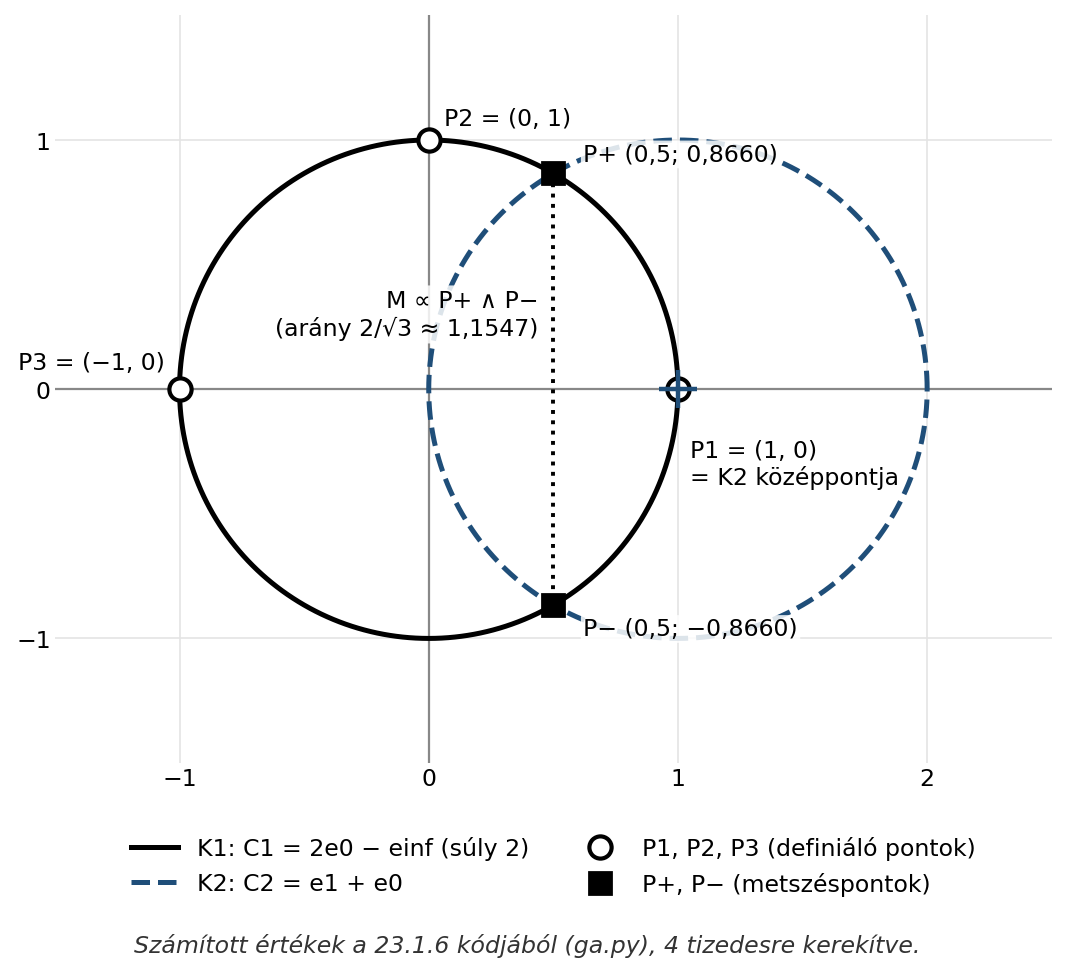 P2 = (0, 1)
1
P+ (0,5; 0,8660)
M ∝ P+ ∧ P−
(arány 2/√3 ≈ 1,1547)
P3 = (−1, 0)
0
P1 = (1, 0)
= K2 középpontja
P− (0,5; −0,8660)
−1
−1 0 1 2
K1: C1 = 2e0 − einf (súly 2)
K2: C2 = e1 + e0
P1, P2, P3 (definiáló pontok)
P+, P− (metszéspontok)
Számított értékek a 23.1.6 kódjából (ga.py), 4 tizedesre kerekítve.